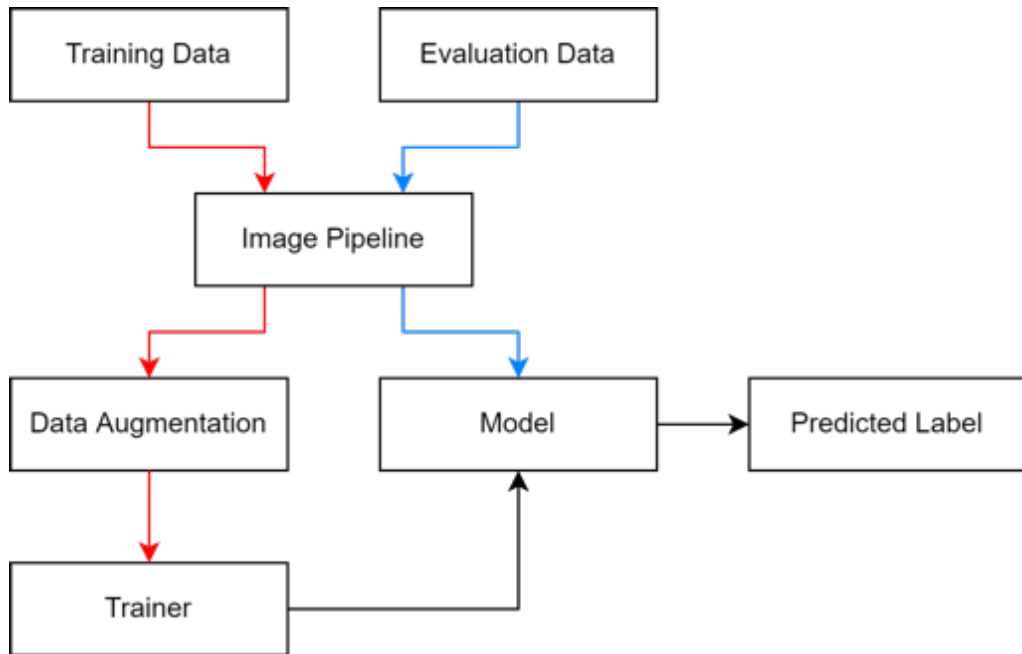 Training Data
Evaluation Data
Image Pipeline
Data Augmentation
Model
Predicted Label
Trainer